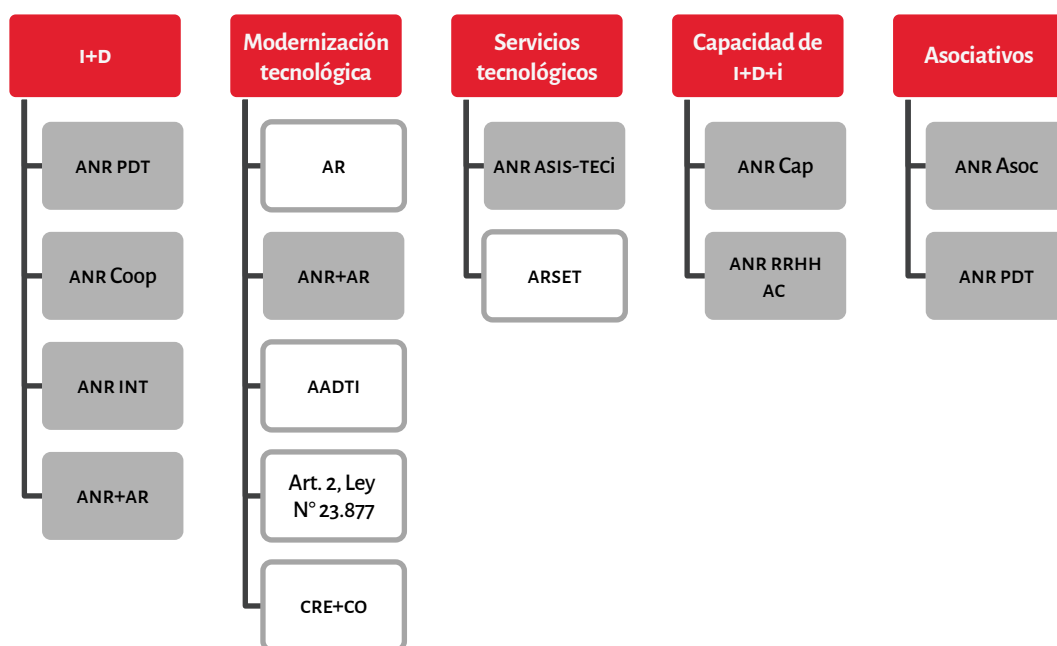 I+D
ANR PDT
ANR Coop
ANR INT
ANR+AR
Modernización
tecnológica
AR
ANR+AR
AADTI
Art. 2, Ley
N° 23.877
CRE+CO
Servicios
tecnológicos
ANR ASIS-TECi
ARSET
Capacidad de
I+D+i
ANR Cap
ANR RRHH
AC
Asociativos
ANR Asoc
ANR PDT